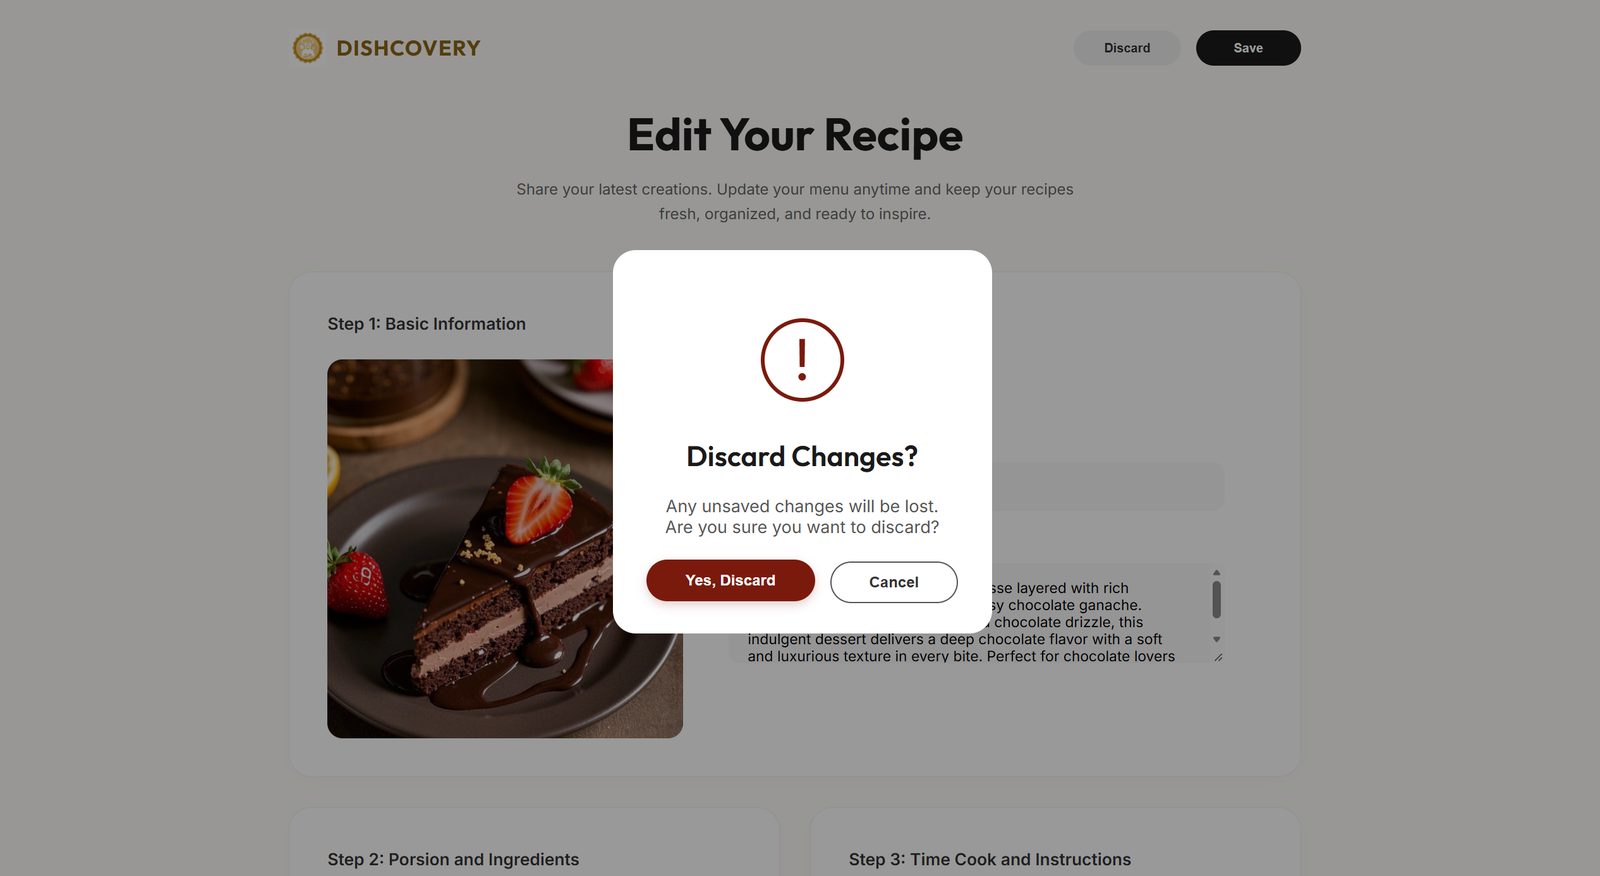 DISHCOVERY
Discard
Save
Edit Your Recipe
Share your latest creations. Update your menu anytime and keep your recipes
fresh, organized, and ready to inspire.
Step 1: Basic Information
!
Discard Changes?
Any unsaved changes will be lost.
Are you sure you want to discard?
Yes, Discard
Cancel
layered with rich
chocolate ganache.
chocolate drizzle, this
indulgent dessert delivers a deep chocolate flavor with a soft
and luxurious texture in every bite. Perfect for chocolate lovers
Step 2: Porsion and Ingredients
Step 3: Time Cook and Instructions